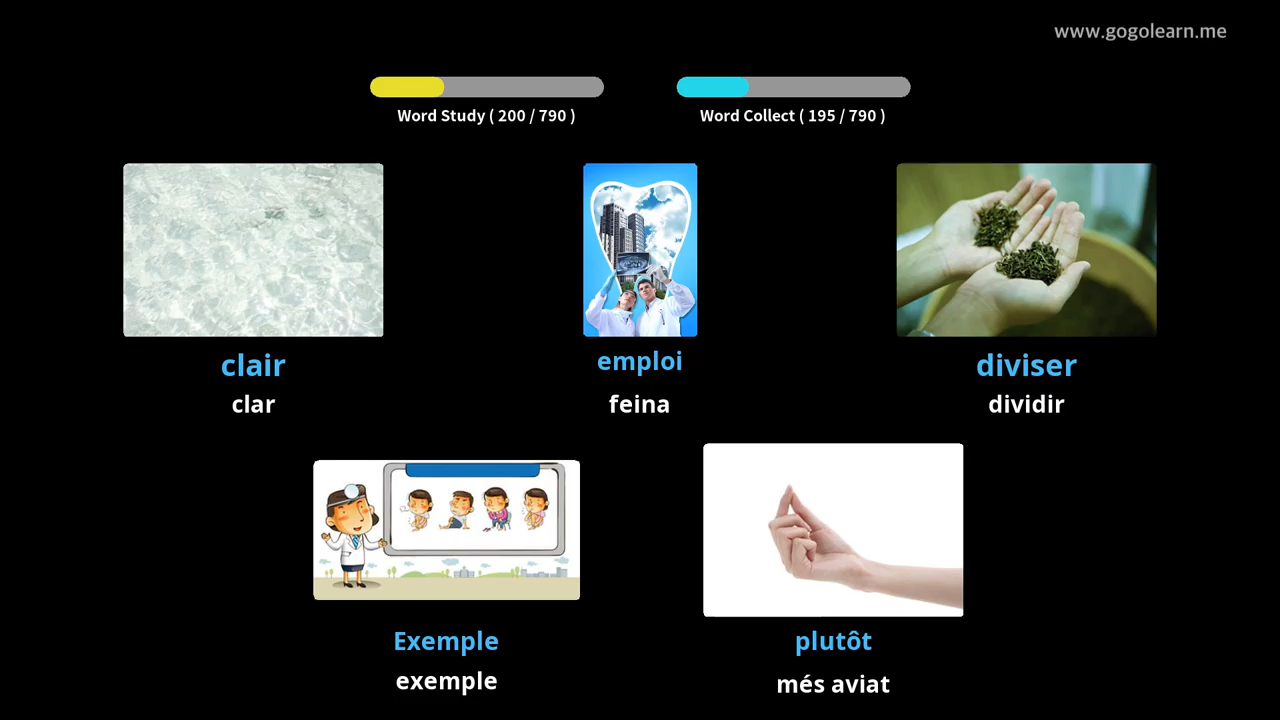 www.gogolearn.me
Word Study ( 200 / 790 )
Word Collect ( 195 / 790 )
clair
clar
emploi
feina
diviser
dividir
Exemple
exemple
plutôt
més aviat